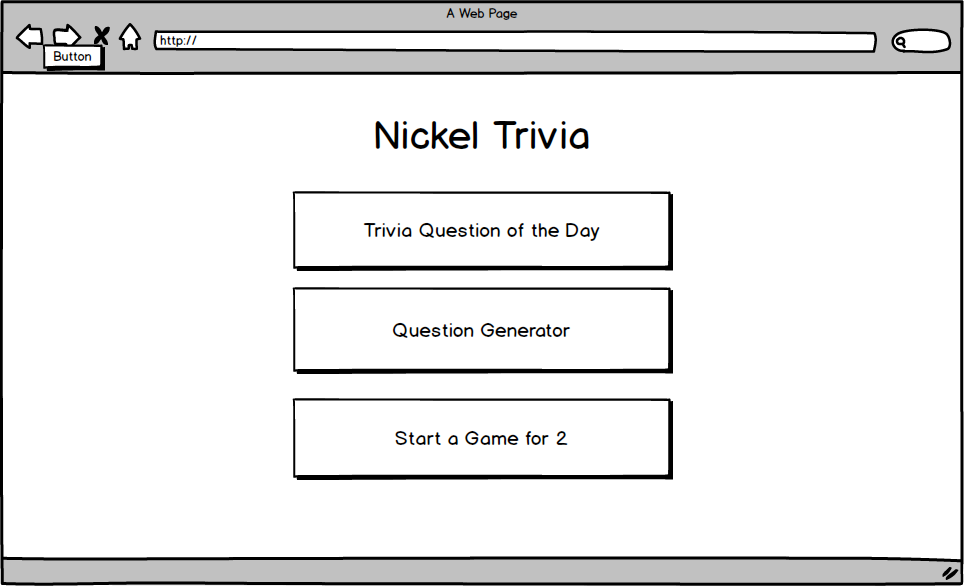 A Web Page
http://
Button
Nickel Trivia
Trivia Question of the Day
Question Generator
Start a Game for 2